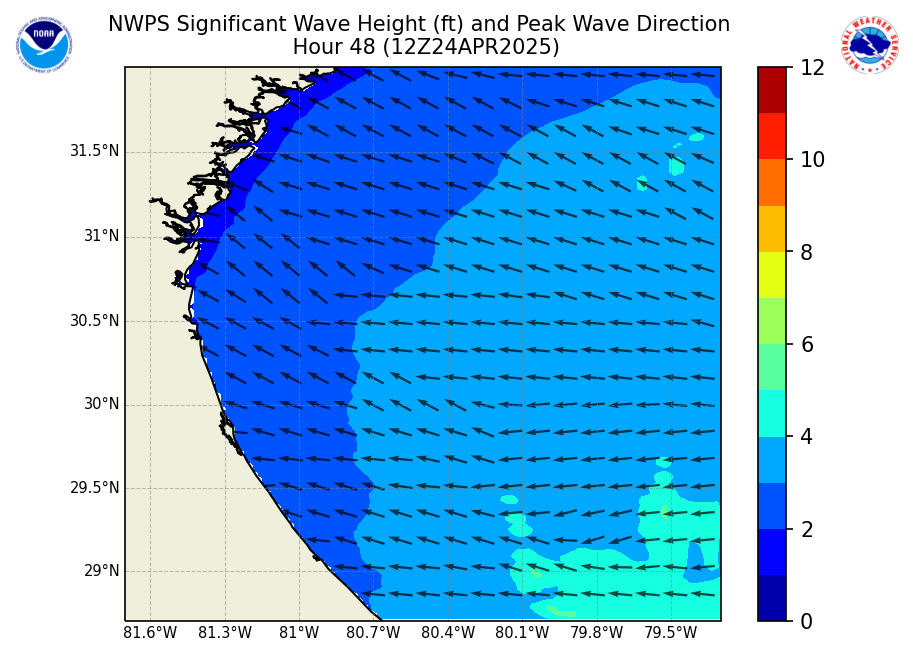 NWPS Significant Wave Height (ft) and Peak Wave Direction
Hour 48 (12Z24APR2025)
NOAA
NATIONAL WEATHER SERVICE
31.5°N
31°N
30.5°N
30°N
29.5°N
29°N
81.6°W 81.3°W 81°W 80.7°W 80.4°W 80.1°W 79.8°W 79.5°W
12
10
8
6
4
2
0